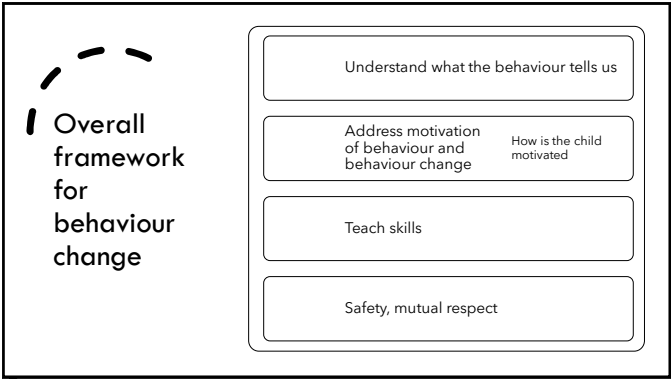 Overall
framework
for
behaviour
change
Understand what the behaviour tells us
Address motivation
of behaviour and
behaviour change
How is the child
motivated
Teach skills
Safety, mutual respect